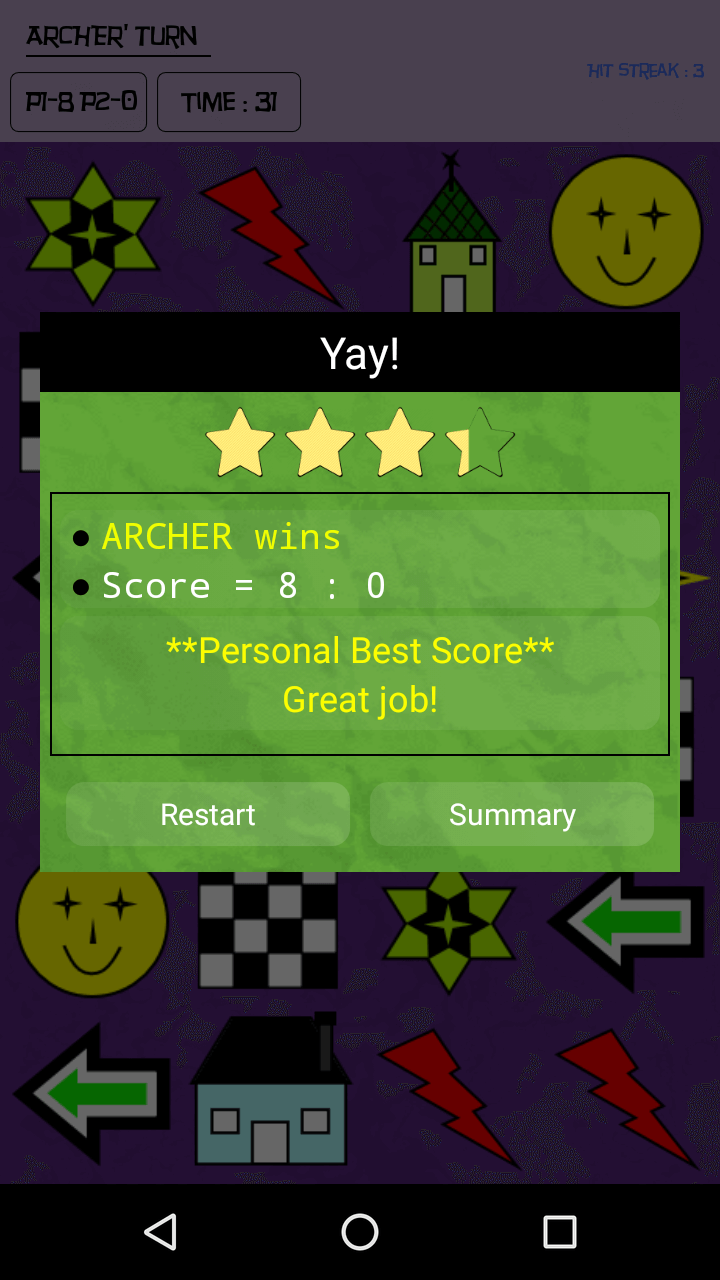 ARCHER' TURN
HIT STREAK : 3
P1-8 P2-0
TIME : 31
Yay!
ARCHER wins
Score = 8 : 0
**Personal Best Score**
Great job!
Restart
Summary